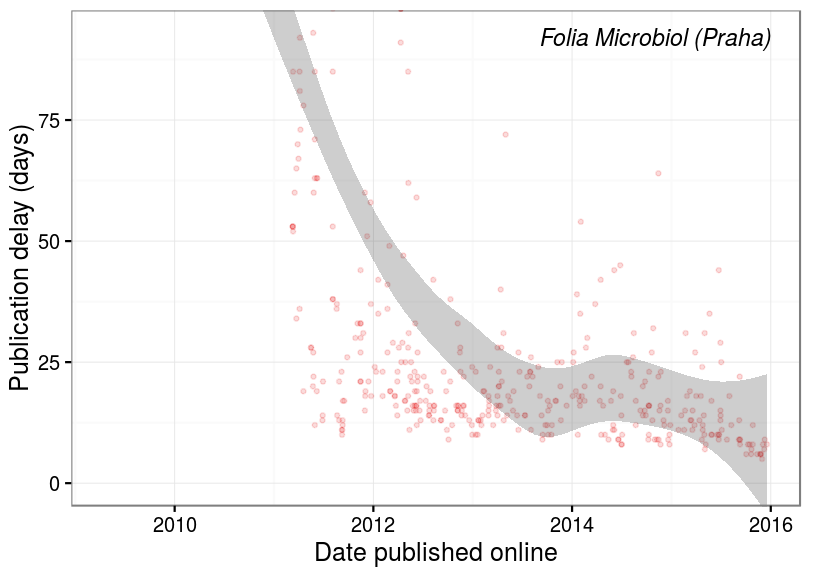 Folia Microbiol (Praha)
Publication delay (days)
75
50
25
0
2010 2012 2014 2016
Date published online